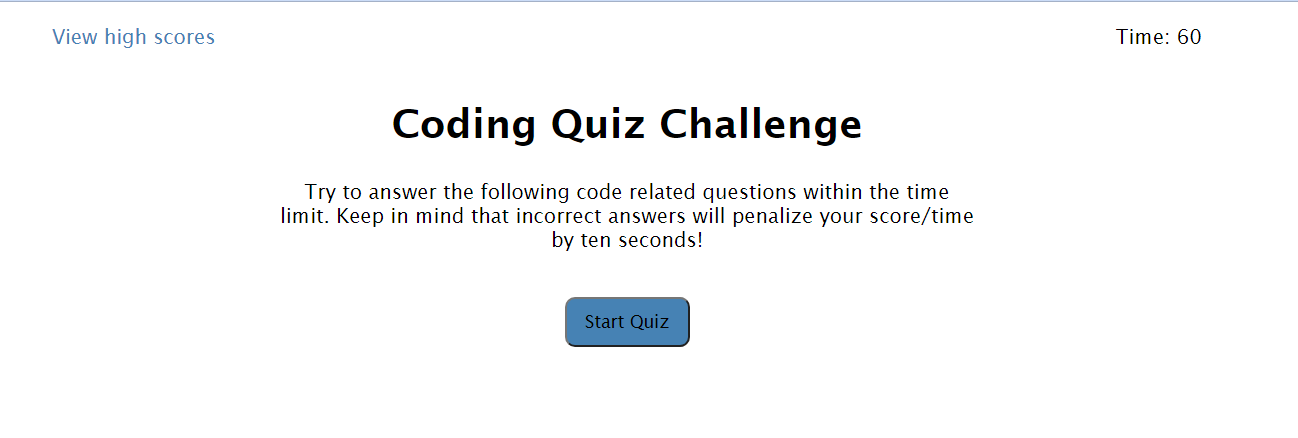 View high scores
Time: 60
Coding Quiz Challenge
Try to answer the following code related questions within the time
limit. Keep in mind that incorrect answers will penalize your score/time
by ten seconds!
Start Quiz